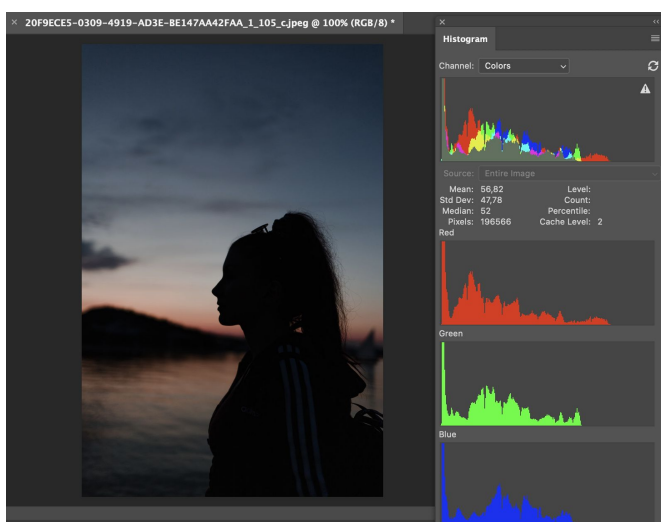 × 20F9ECE5-0309-4919-AD3E-BE147AA42FAA_1_105_c.jpeg @ 100% (RGB/8) *
Histogram
Channel: Colors
Source: Entire Image
Mean: 56,82 Level:
Std Dev: 47,78 Count:
Median: 52 Percentile:
Pixels: 196566 Cache Level: 2
Red
Green
Blue